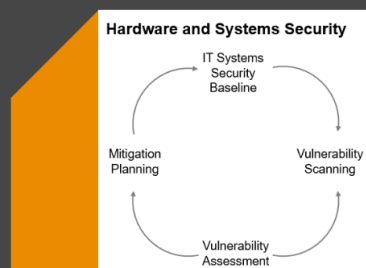 Hardware and Systems Security
IT Systems
Security
Baseline
Mitigation
Planning
Vulnerability
Scanning
Vulnerability
Assessment